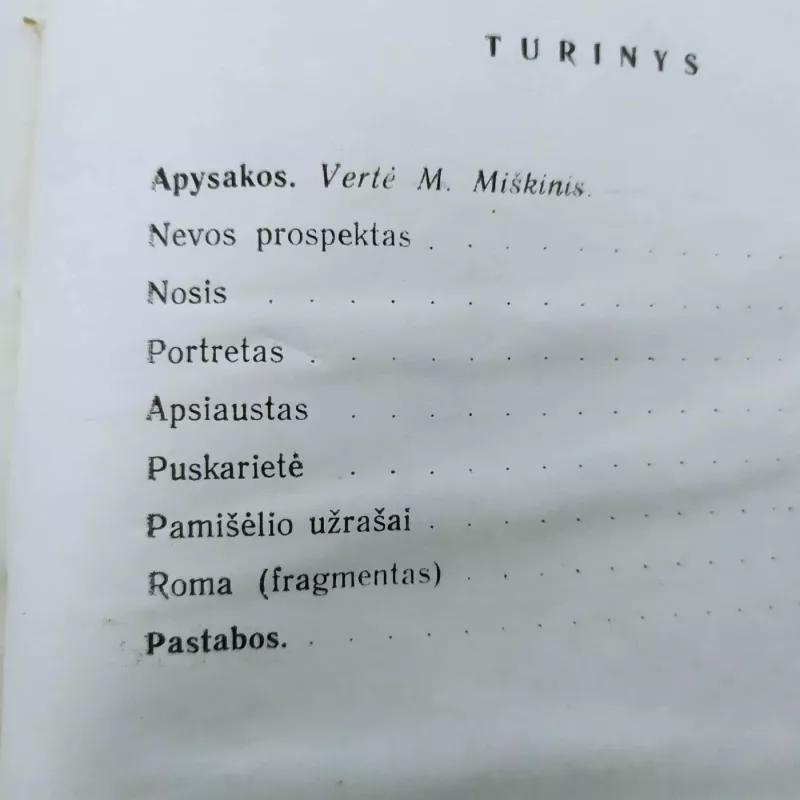 TURINYS
Apysakos. Vertė M. Miškinis.
Nevos prospektas . . . . . . . . .
Nosis . . . . . . . . . . . . .
Portretas . . . . . . . . . . . .
Apsiaustas . . . . . . . . . . .
Puskarietė . . . . . . . . . . .
Pamišėlio užrašai . . . . . . . . .
Roma (fragmentas) . . . . . . . .
Pastabos. . . . . . . . . . . . .